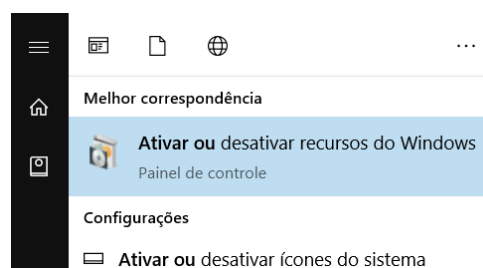 Melhor correspondência
Ativar ou desativar recursos do Windows
Painel de controle
Configurações
Ativar ou desativar ícones do sistema